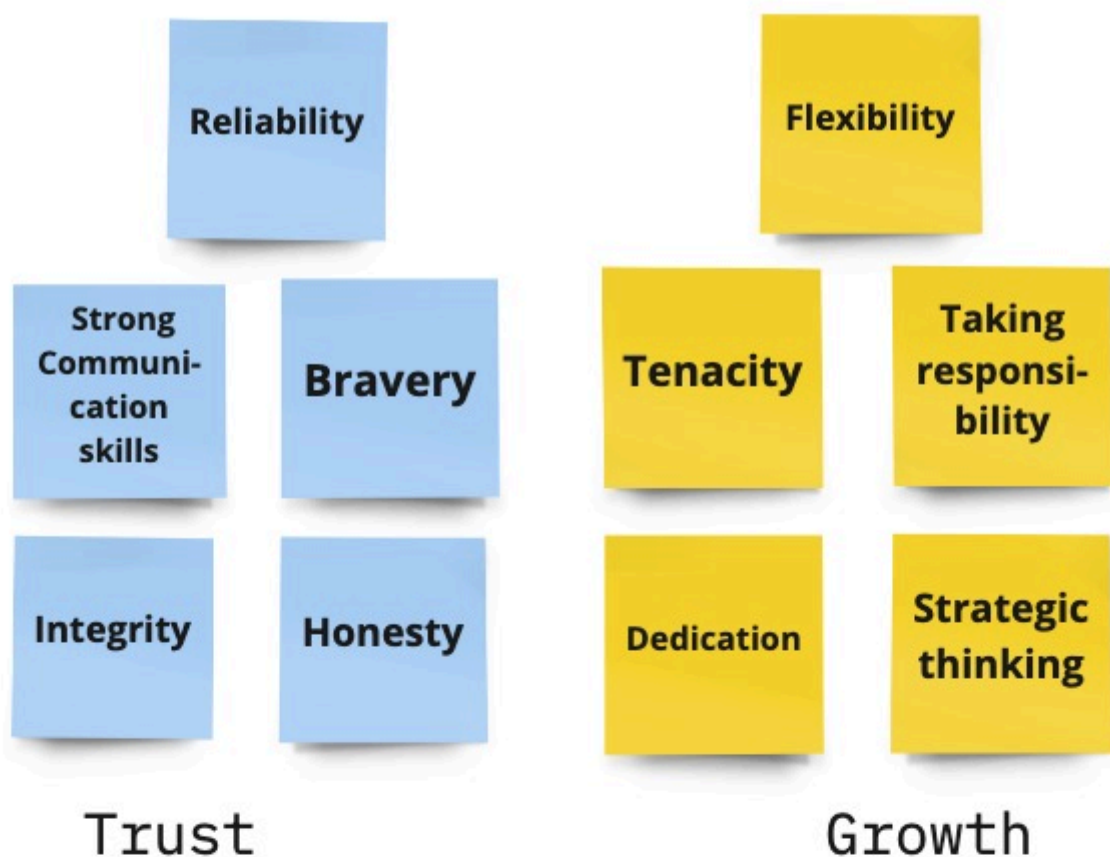 Reliability
Strong
Communi-
cation
skills
Bravery
Integrity
Honesty
Trust
Flexibility
Tenacity
Taking
responsi-
bility
Dedication
Strategic
thinking
Growth